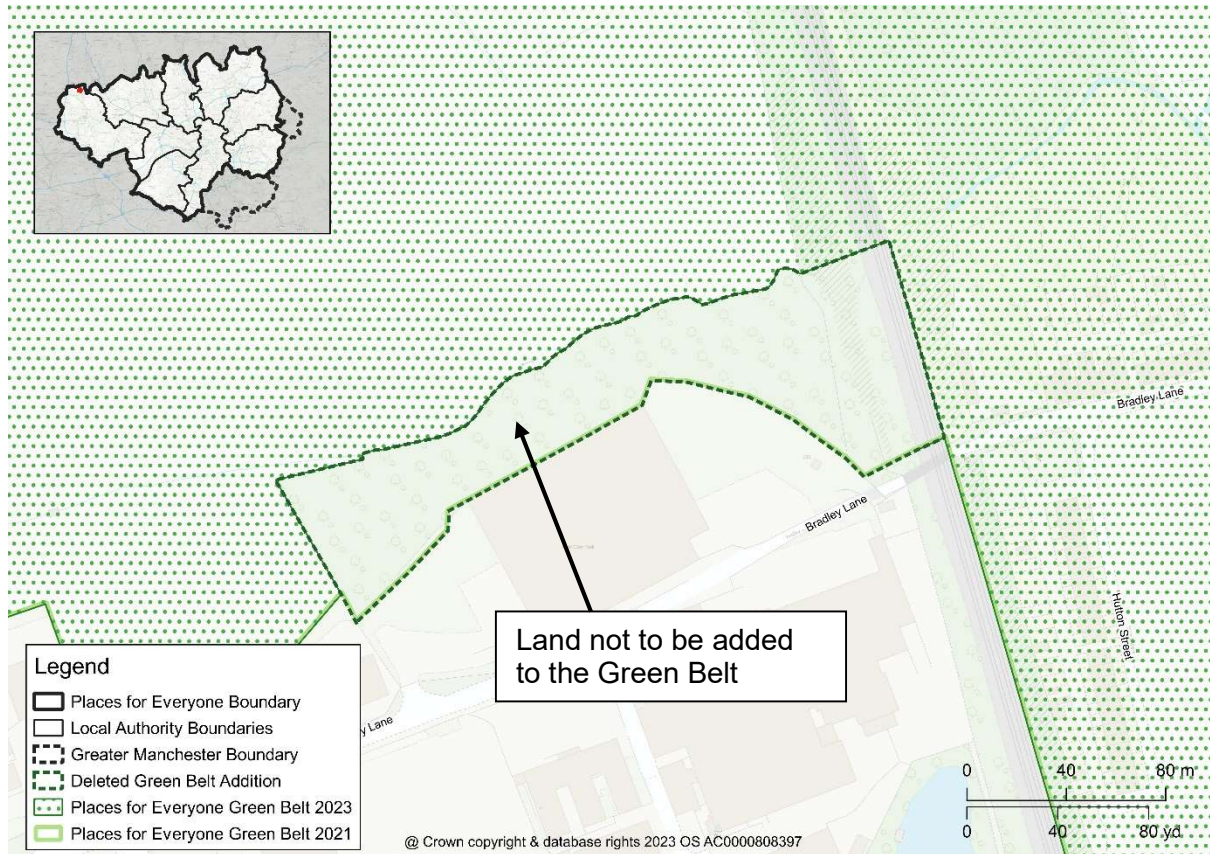 Bradley Lane
Bradley Lane
Hutton Street
Land not to be added
to the Green Belt
Legend
Places for Everyone Boundary
Local Authority Boundaries
Greater Manchester Boundary
Deleted Green Belt Addition
Places for Everyone Green Belt 2023
Places for Everyone Green Belt 2021
ey Lane
0 40 80 m
0 40 80 yd
@ Crown copyright & database rights 2023 OS AC0000808397